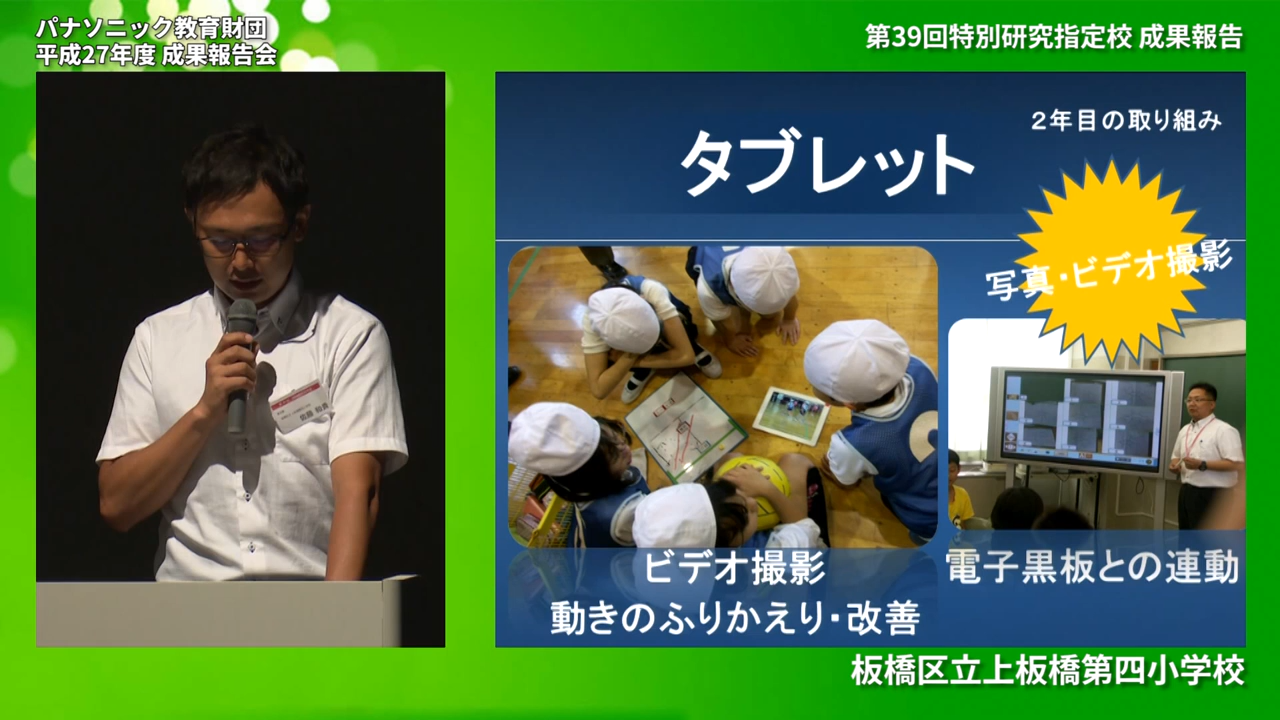 パナソニック教育財団
平成27年度 成果報告会
第39回特別研究指定校 成果報告
2年目の取り組み
タブレット
写真・ビデオ撮影
ビデオ撮影
動きのふりかえり・改善
電子黒板との連動
板橋区立上板橋第四小学校